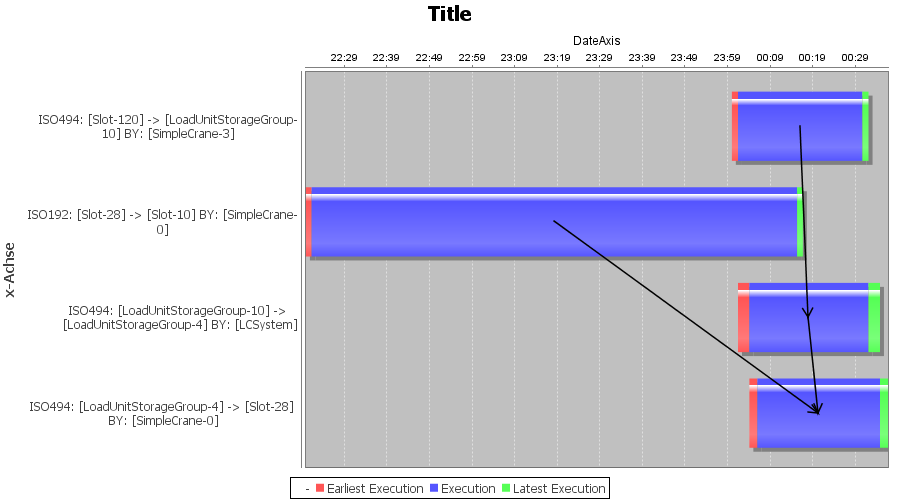 Title
DateAxis
22:29 22:39 22:49 22:59 23:09 23:19 23:29 23:39 23:49 23:59 00:09 00:19 00:29
x-Achse
ISO494: [Slot-120] -> [LoadUnitStorageGroup-
10] BY: [SimpleCrane-3]
ISO192: [Slot-28] -> [Slot-10] BY: [SimpleCrane-
0]
ISO494: [LoadUnitStorageGroup-10] ->
[LoadUnitStorageGroup-4] BY: [LCSystem]
ISO494: [LoadUnitStorageGroup-4] -> [Slot-28]
BY: [SimpleCrane-0]
- Earliest Execution Execution Latest Execution